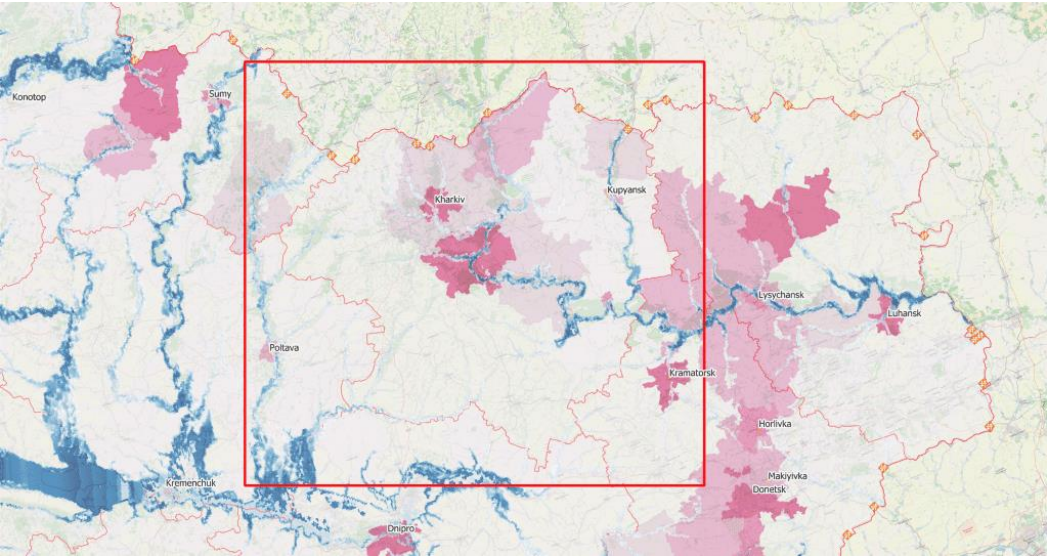 Konotop
Sumy
Kharkiv
Kupyansk
Lysychansk
Luhansk
Poltava
Kramatorsk
Horlivka
Makiyivka
Donetsk
Kremenchuk
Dnipro